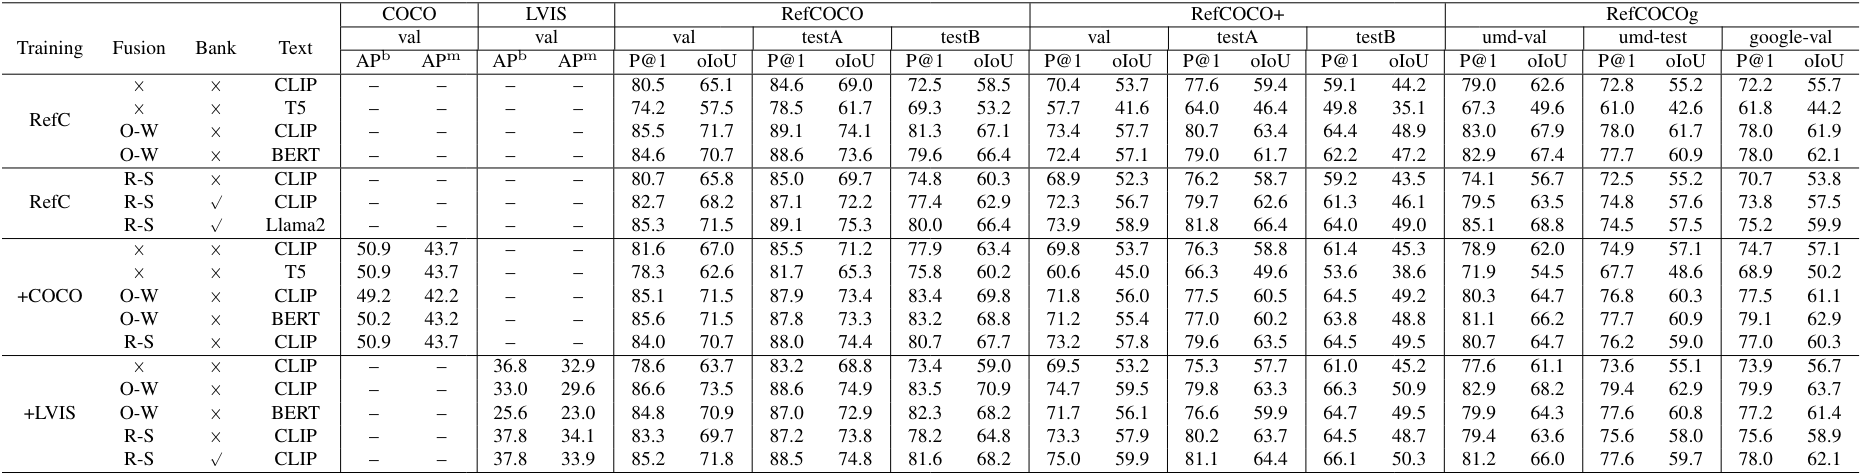 COCO LVIS RefCOCO RefCOCO+ RefCOCOg
Training Fusion Bank Text val val val testA testB val testA testB umd-val umd-test google-val
APb APm APb APm P@1 oIoU P@1 oIoU P@1 oIoU P@1 oIoU P@1 oIoU P@1 oIoU P@1 oIoU P@1 oIoU P@1 oIoU
RefC × × CLIP – – – – 80.5 65.1 84.6 69.0 72.5 58.5 70.4 53.7 77.6 59.4 59.1 44.2 79.0 62.6 72.8 55.2 72.2 55.7
× × T5 – – – – 74.2 57.5 78.5 61.7 69.3 53.2 57.7 41.6 64.0 46.4 49.8 35.1 67.3 49.6 61.0 42.6 61.8 44.2
O-W × CLIP – – – – 85.5 71.7 89.1 74.1 81.3 67.1 73.4 57.7 80.7 63.4 64.4 48.9 83.0 67.9 78.0 61.7 78.0 61.9
O-W × BERT – – – – 84.6 70.7 88.6 73.6 79.6 66.4 72.4 57.1 79.0 61.7 62.2 47.2 82.9 67.4 77.7 60.9 78.0 62.1
RefC R-S × CLIP – – – – 80.7 65.8 85.0 69.7 74.8 60.3 68.9 52.3 76.2 58.7 59.2 43.5 74.1 56.7 72.5 55.2 70.7 53.8
R-S ✓ CLIP – – – – 82.7 68.2 87.1 72.2 77.4 62.9 72.3 56.7 79.7 62.6 61.3 46.1 79.5 63.5 74.8 57.6 73.8 57.5
R-S ✓ Llama2 – – – – 85.3 71.5 89.1 75.3 80.0 66.4 73.9 58.9 81.8 66.4 64.0 49.0 85.1 68.8 74.5 57.5 75.2 59.9
+COCO × × CLIP 50.9 43.7 – – 81.6 67.0 85.5 71.2 77.9 63.4 69.8 53.7 76.3 58.8 61.4 45.3 78.9 62.0 74.9 57.1 74.7 57.1
× × T5 50.9 43.7 – – 78.3 62.6 81.7 65.3 75.8 60.2 60.6 45.0 66.3 49.6 53.6 38.6 71.9 54.5 67.7 48.6 68.9 50.2
O-W × CLIP 49.2 42.2 – – 85.1 71.5 87.9 73.4 83.4 69.8 71.8 56.0 77.5 60.5 64.5 49.2 80.3 64.7 76.8 60.3 77.5 61.1
O-W × BERT 50.2 43.2 – – 85.6 71.5 87.8 73.3 83.2 68.8 71.2 55.4 77.0 60.2 63.8 48.8 81.1 66.2 77.7 60.9 79.1 62.9
R-S × CLIP 50.9 43.7 – – 84.0 70.7 88.0 74.4 80.7 67.7 73.2 57.8 79.6 63.5 64.5 49.5 80.7 64.7 76.2 59.0 77.0 60.3
+LVIS × × CLIP – – 36.8 32.9 78.6 63.7 83.2 68.8 73.4 59.0 69.5 53.2 75.3 57.7 61.0 45.2 77.6 61.1 73.6 55.1 73.9 56.7
O-W × CLIP – – 33.0 29.6 86.6 73.5 88.6 74.9 83.5 70.9 74.7 59.5 79.8 63.3 66.3 50.9 82.9 68.2 79.4 62.9 79.9 63.7
O-W × BERT – – 25.6 23.0 84.8 70.9 87.0 72.9 82.3 68.2 71.7 56.1 76.6 59.9 64.7 49.5 79.9 64.3 77.6 60.8 77.2 61.4
R-S × CLIP – – 37.8 34.1 83.3 69.7 87.2 73.8 78.2 64.8 73.3 57.9 80.2 63.7 64.5 48.7 79.4 63.6 75.6 58.0 75.6 58.9
R-S ✓ CLIP – – 37.8 33.9 85.2 71.8 88.5 74.8 81.6 68.2 75.0 59.9 81.1 64.4 66.1 50.3 81.2 66.0 77.6 59.7 78.0 62.1